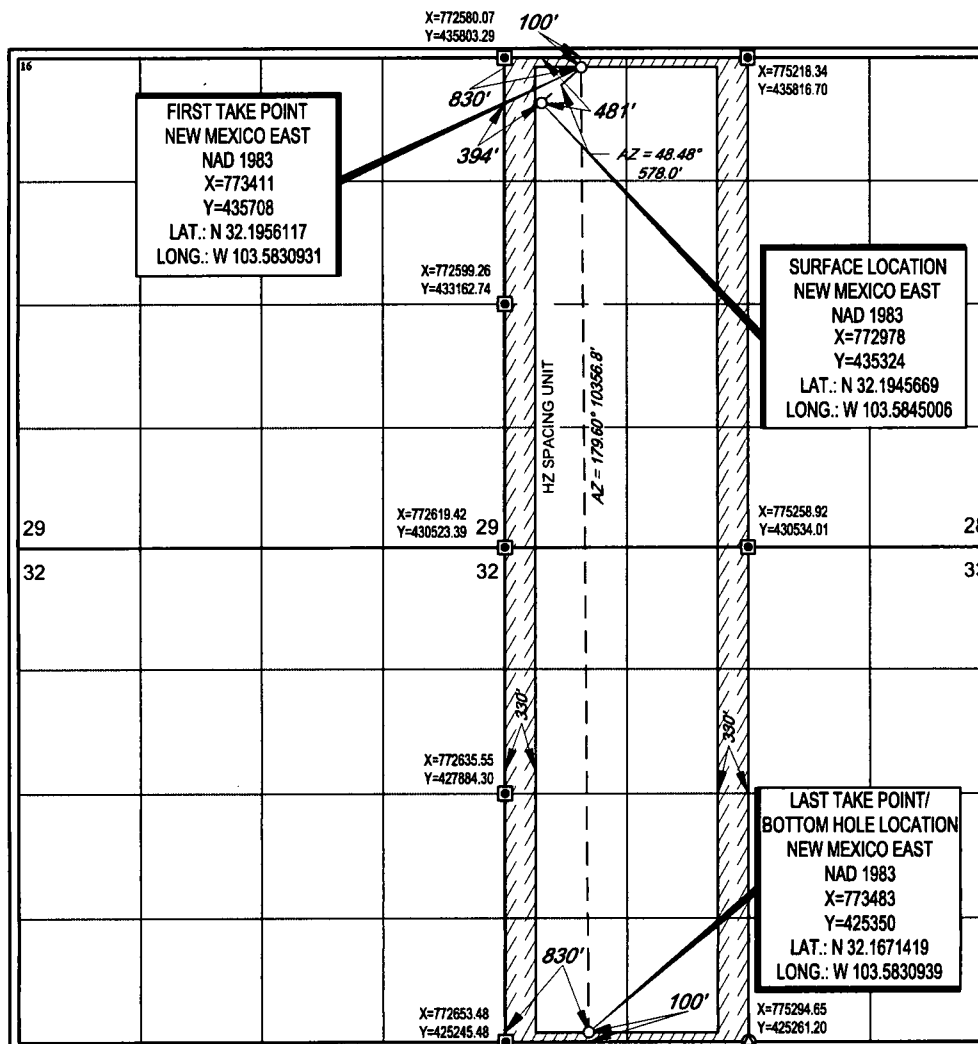 X=772580.07
Y=435803.29
100'
16
X=775218.34
Y=435816.70
830'
481'
394'
AZ = 48.48°
578.0'
FIRST TAKE POINT
NEW MEXICO EAST
NAD 1983
X=773411
Y=435708
LAT.: N 32.1956117
LONG.: W 103.5830931
SURFACE LOCATION
NEW MEXICO EAST
NAD 1983
X=772978
Y=435324
LAT.: N 32.1945669
LONG.: W 103.5845006
X=772599.26
Y=433162.74
HZ SPACING UNIT
AZ = 179.60° 10356.8'
X=772619.42
Y=430523.39
X=775258.92
Y=430534.01
29
29
28
32
32
33
330'
330'
X=772635.55
Y=427884.30
LAST TAKE POINT/
BOTTOM HOLE LOCATION
NEW MEXICO EAST
NAD 1983
X=773483
Y=425350
LAT.: N 32.1671419
LONG.: W 103.5830939
830'
100'
X=772653.48
Y=425245.48
X=775294.65
Y=425261.20